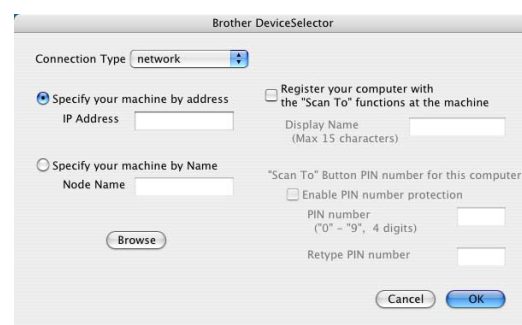 Brother DeviceSelector
Connection Type network
Specify your machine by address
IP Address
Specify your machine by Name
Node Name
Browse
Register your computer with
the "Scan To" functions at the machine
Display Name
(Max 15 characters)
"Scan To" Button PIN number for this computer
Enable PIN number protection
PIN number
("0" - "9", 4 digits)
Retype PIN number
Cancel
OK